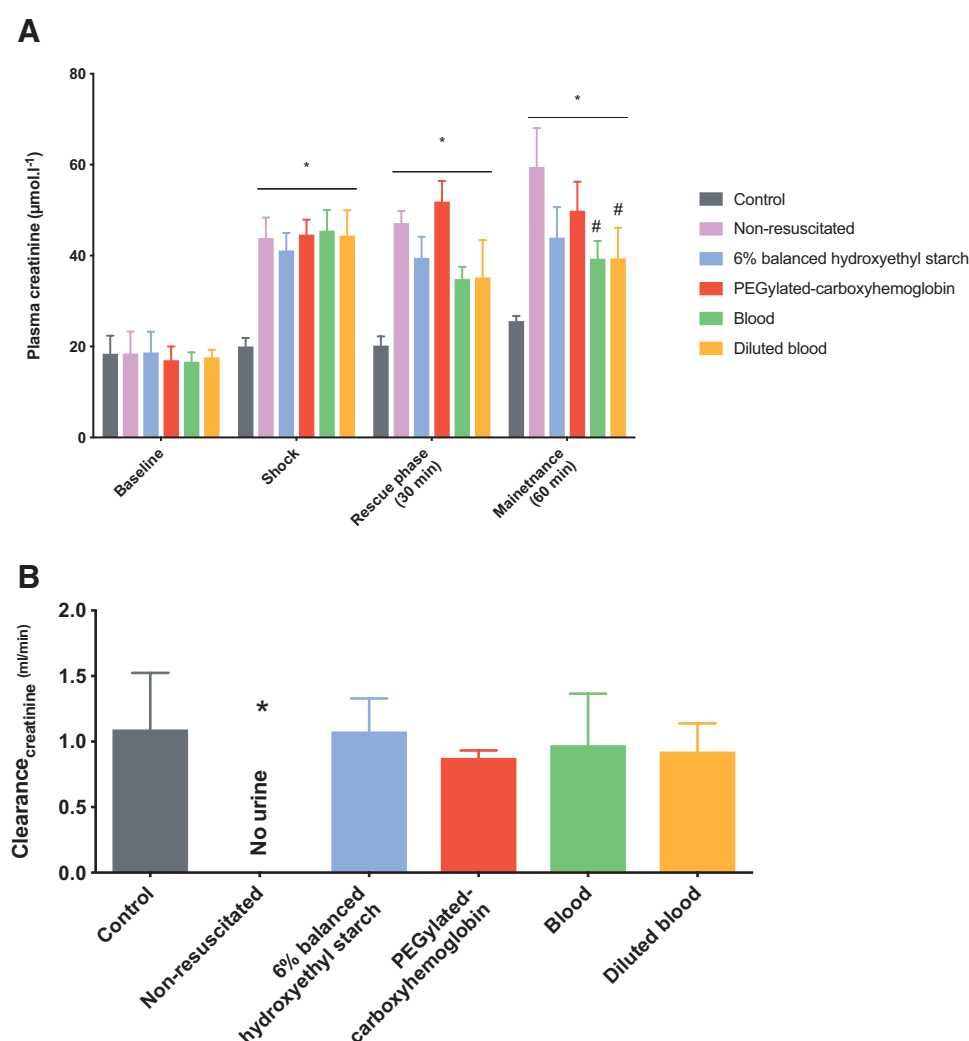 A
Plasma creatinine (µmol.l⁻¹)
80
60
40
20
0
*
*
*
#
#
Baseline
Shock
Rescue phase
(30 min)
Mainetnance
(60 min)
Control
Non-resuscitated
6% balanced hydroxyethyl starch
PEGylated-carboxyhemoglobin
Blood
Diluted blood
B
Clearance creatinine (ml/min)
2.0
1.5
1.0
0.5
0.0
*
No urine
Control
Non-resuscitated
6% balanced
hydroxyethyl starch
PEGylated-
carboxyhemoglobin
Blood
Diluted blood